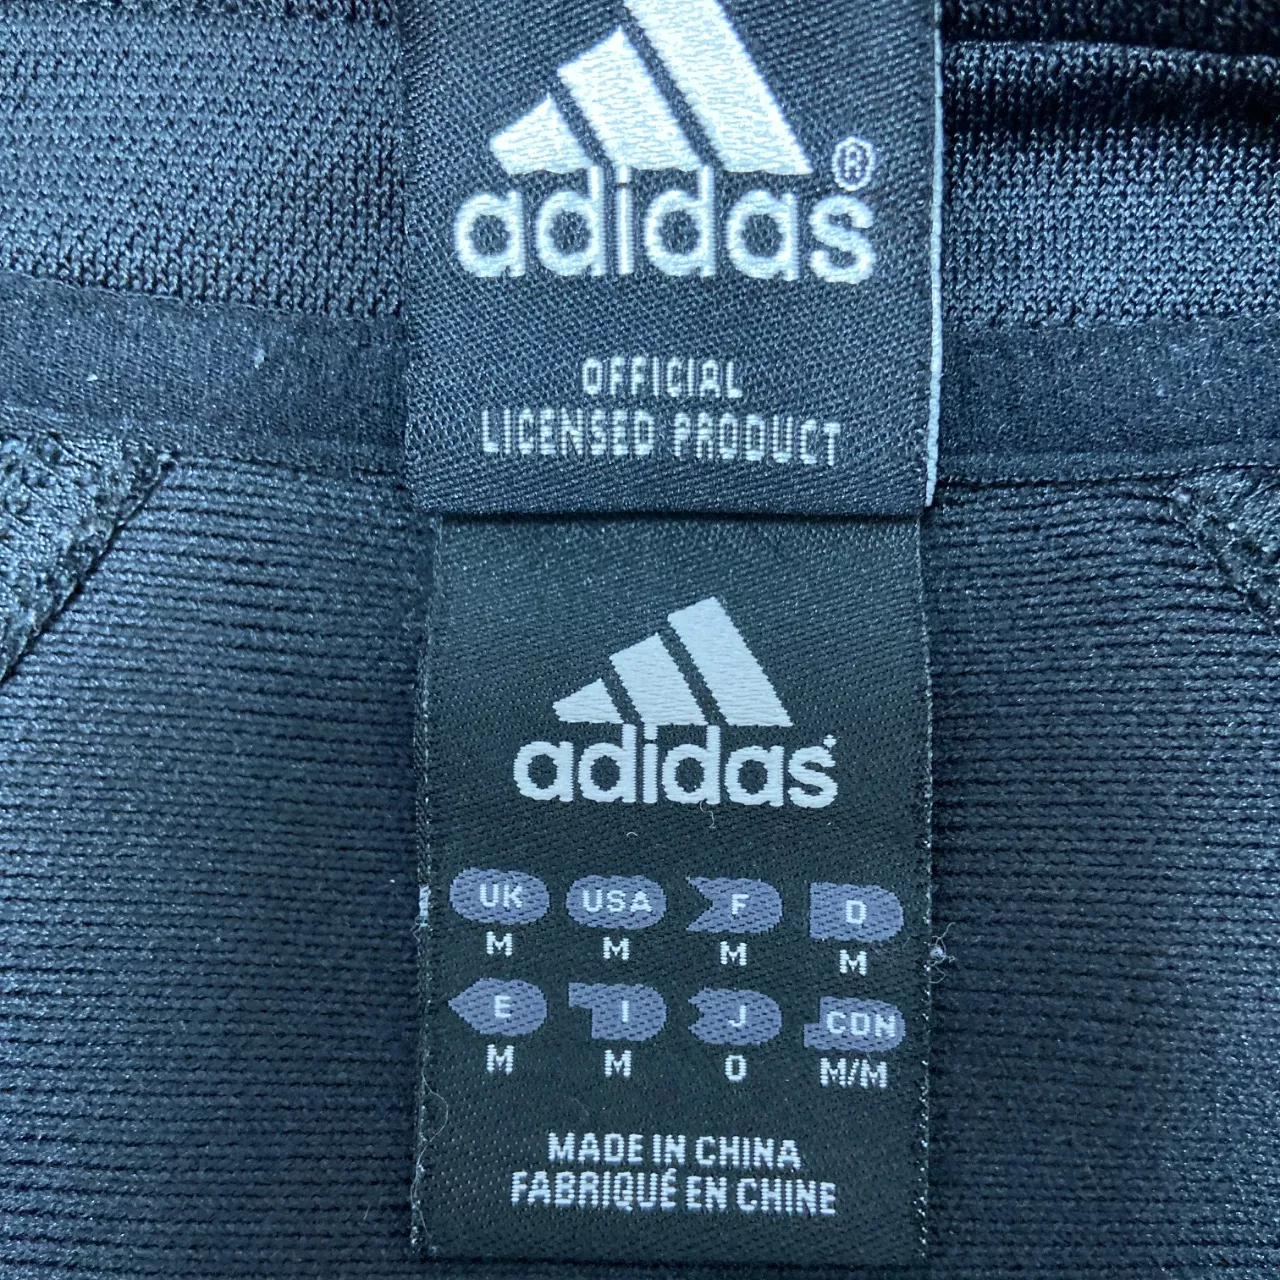 adidas®
OFFICIAL
LICENSED PRODUCT
adidas
UK USA F D
M M M M
E I J CDN
M M O M/M
MADE IN CHINA
FABRIQUÉ EN CHINE